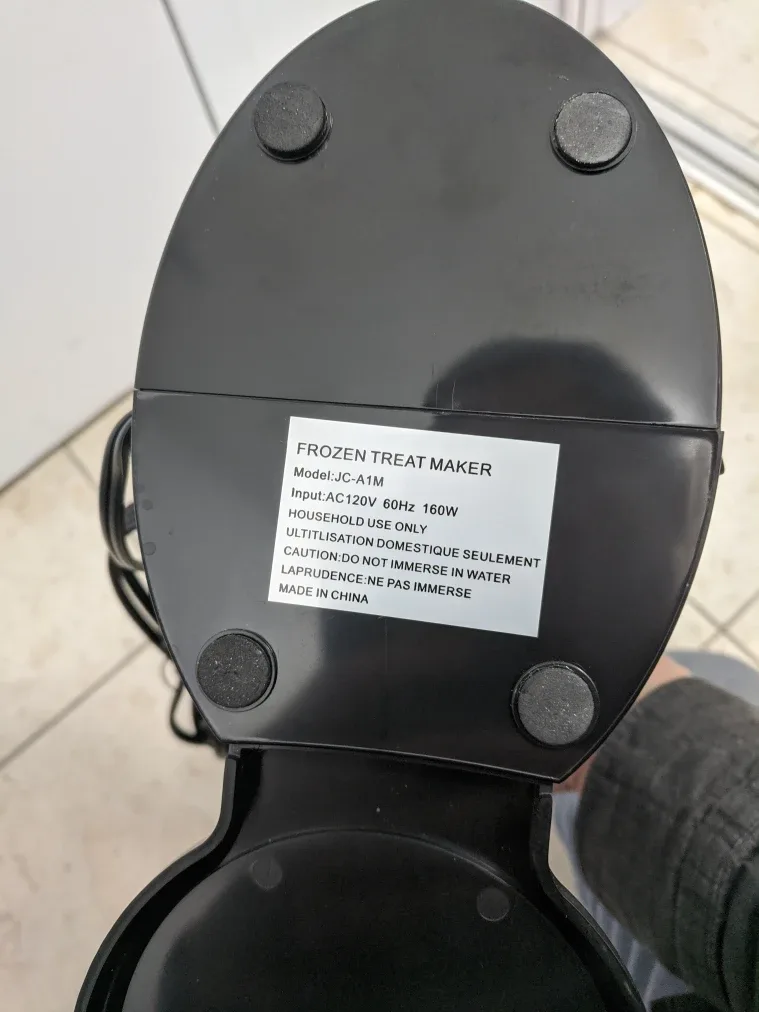 FROZEN TREAT MAKER
Model:JC-A1M
Input:AC120V 60Hz 160W
HOUSEHOLD USE ONLY
ULTITLISATION DOMESTIQUE SEULEMENT
CAUTION:DO NOT IMMERSE IN WATER
LAPRUDENCE:NE PAS IMMERSE
MADE IN CHINA